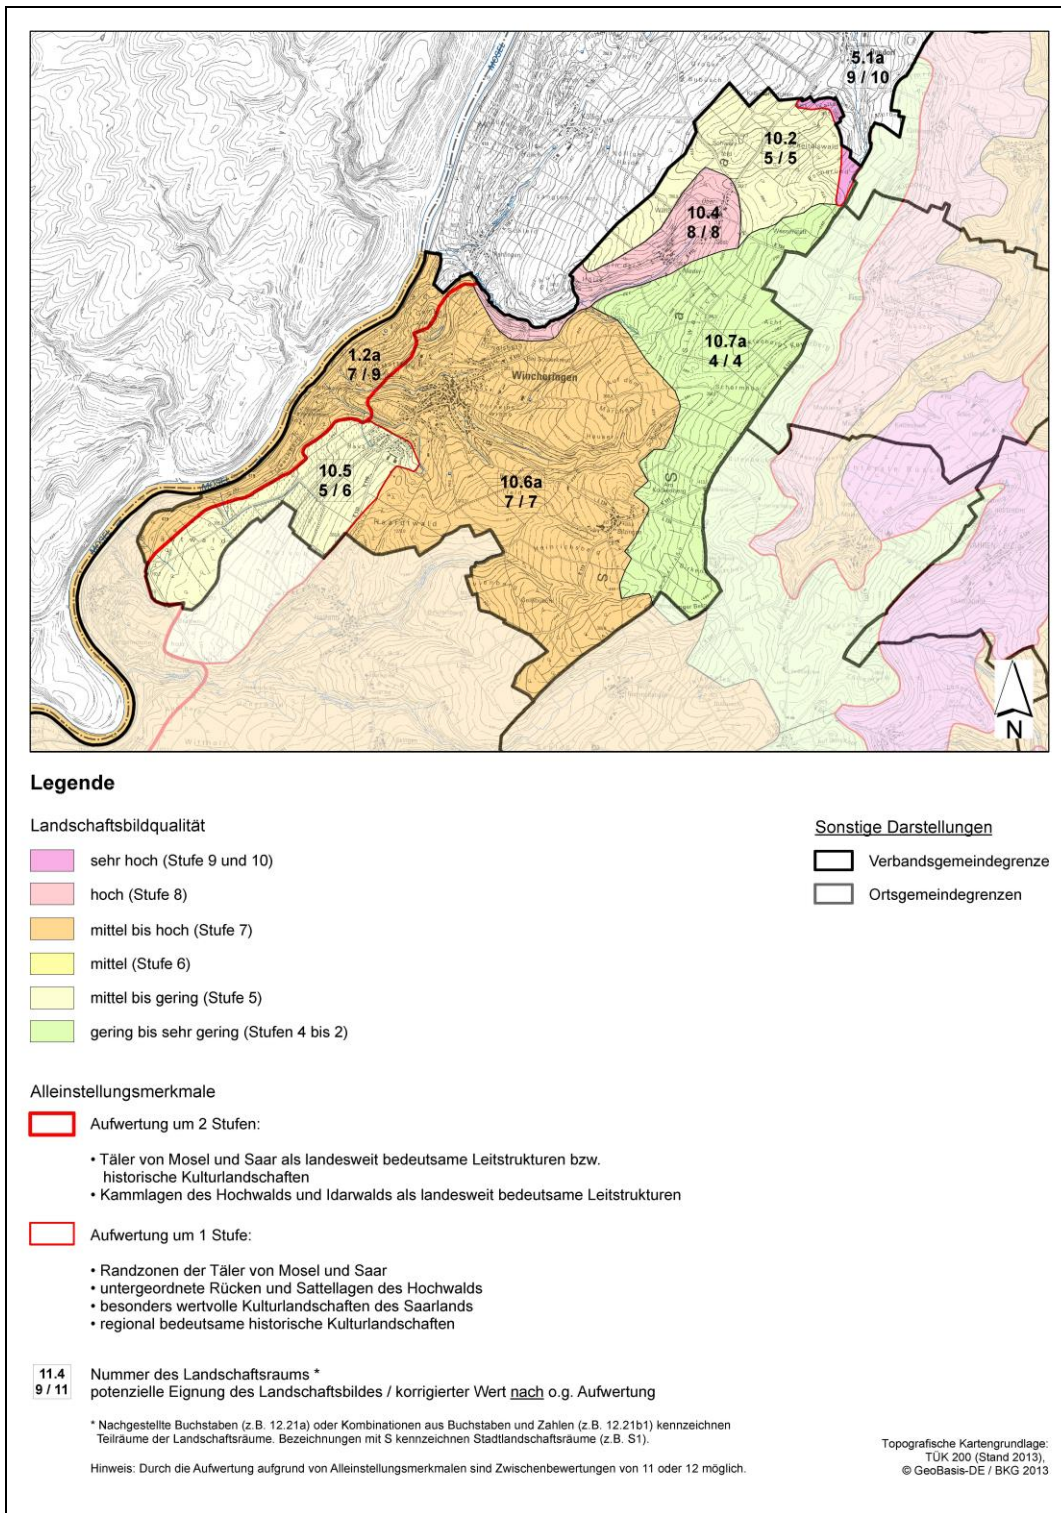 Mosel
5.1a
9 / 10
10.2
5 / 5
10.4
8 / 8
10.7a
4 / 4
1.2a
7 / 9
Wincheringen
10.5
5 / 6
10.6a
7 / 7
N
Legende
Landschaftsbildqualität
sehr hoch (Stufe 9 und 10)
hoch (Stufe 8)
mittel bis hoch (Stufe 7)
mittel (Stufe 6)
mittel bis gering (Stufe 5)
gering bis sehr gering (Stufen 4 bis 2)
Sonstige Darstellungen
Verbandsgemeindegrenze
Ortsgemeindegrenzen
Alleinstellungsmerkmale
Aufwertung um 2 Stufen:
• Täler von Mosel und Saar als landesweit bedeutsame Leitstrukturen bzw.
historische Kulturlandschaften
• Kammlagen des Hochwalds und Idarwalds als landesweit bedeutsame Leitstrukturen
Aufwertung um 1 Stufe:
• Randzonen der Täler von Mosel und Saar
• untergeordnete Rücken und Sattellagen des Hochwalds
• besonders wertvolle Kulturlandschaften des Saarlands
• regional bedeutsame historische Kulturlandschaften
11.4
9 / 11
Nummer des Landschaftsraums *
potenzielle Eignung des Landschaftsbildes / korrigierter Wert nach o.g. Aufwertung
* Nachgestellte Buchstaben (z.B. 12.21a) oder Kombinationen aus Buchstaben und Zahlen (z.B. 12.21b1) kennzeichnen
Teilräume der Landschaftsräume. Bezeichnungen mit S kennzeichnen Stadtlandschaftsräume (z.B. S1).
Hinweis: Durch die Aufwertung aufgrund von Alleinstellungsmerkmalen sind Zwischenbewertungen von 11 oder 12 möglich.
Topografische Kartengrundlage:
TÜK 200 (Stand 2013),
© GeoBasis-DE / BKG 2013